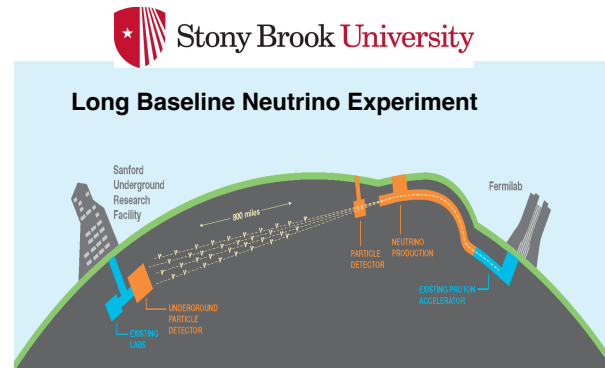 Stony Brook University
Long Baseline Neutrino Experiment
Sanford
Underground
Research
Facility
Fermilab
800 miles
PARTICLE
DETECTOR
NEUTRINO
PRODUCTION
EXISTING PROTON
ACCELERATOR
UNDERGROUND
PARTICLE
DETECTOR
EXISTING
LABS